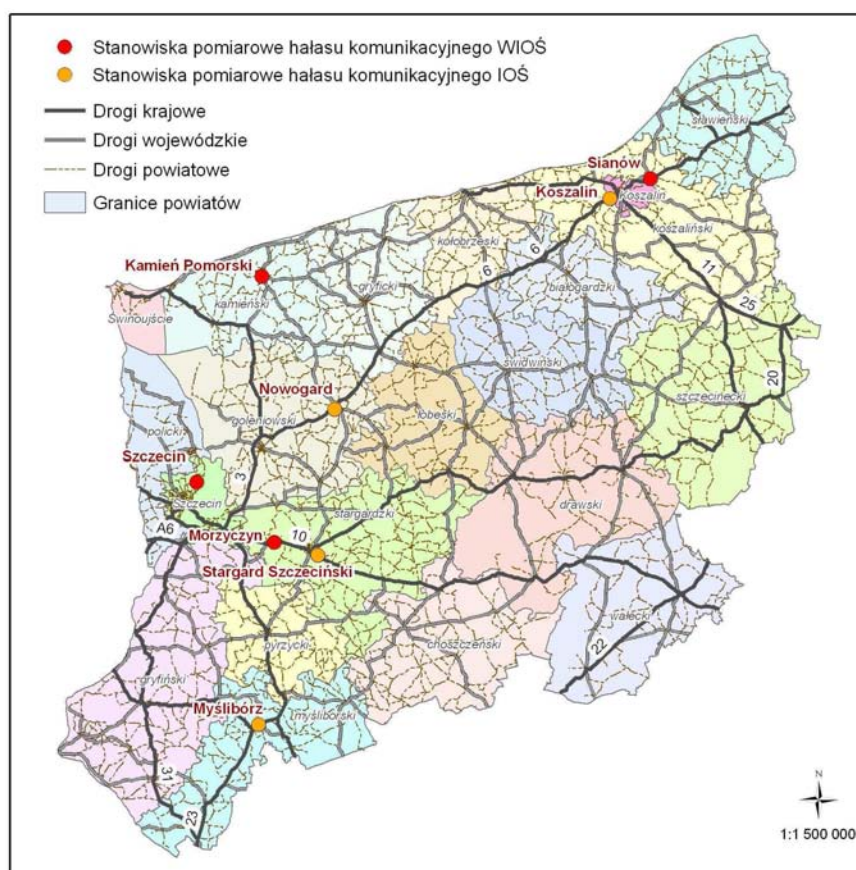 Stanowiska pomiarowe hałasu komunikacyjnego WIOŚ
Stanowiska pomiarowe hałasu komunikacyjnego IOŚ
Drogi krajowe
Drogi wojewódzkie
Drogi powiatowe
Granice powiatów
sławieński
Sianów
Koszalin
Koszalin
koszaliński
kołobrzeski
6
11
Kamień Pomorski
6
gryficki
białogardzki
25
kamieński
Świnoujście
świdwiński
20
Nowogard
szczecinecki
łobeski
goleniowski
policki
Szczecin
3
Szczecin
stargardzki
drawski
A6
Morzyczyn
10
Stargard Szczeciński
wałecki
choszczeński
pyrzycki
22
gryfiński
Myślibórz
myśliborski
31
23
N
1:1 500 000